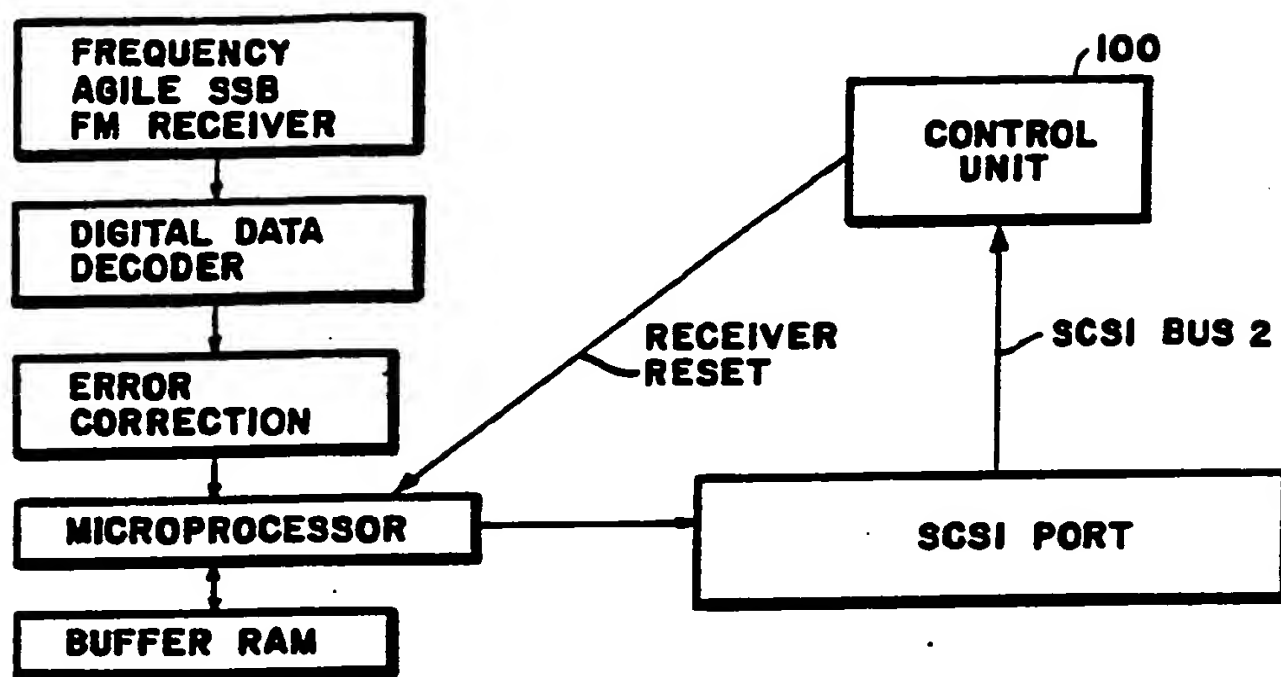 FREQUENCY
AGILE SSB
FM RECEIVER
DIGITAL DATA
DECODER
ERROR
CORRECTION
MICROPROCESSOR
BUFFER RAM
RECEIVER
RESET
100
CONTROL
UNIT
SCSI BUS 2
SCSI PORT